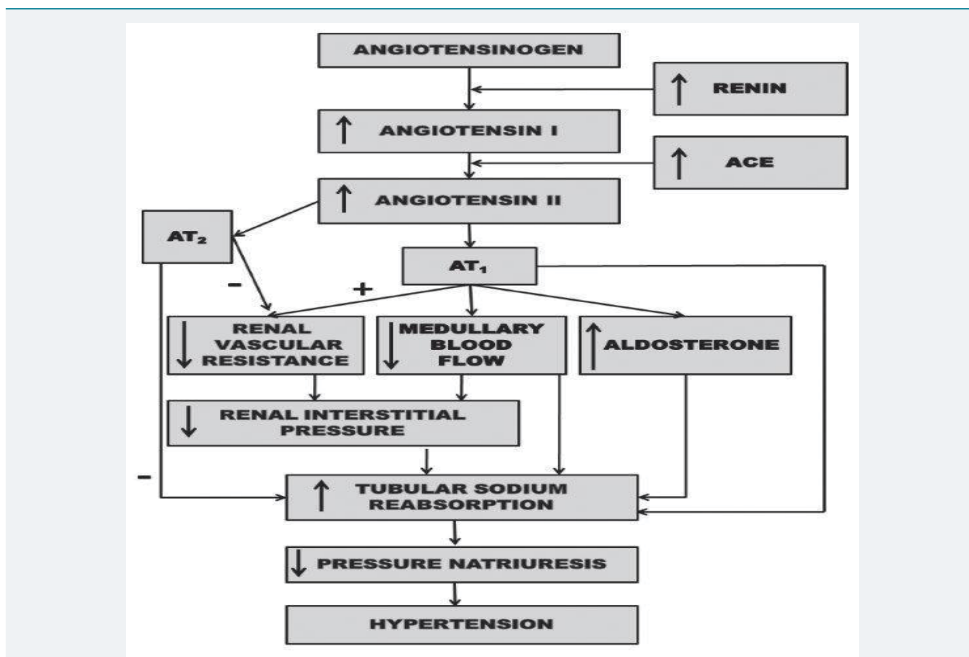 ANGIOTENSINOGEN
↑ RENIN
↑ ANGIOTENSIN I
↑ ACE
↑ ANGIOTENSIN II
AT₂
AT₁
-
+
↓ RENAL
VASCULAR
RESISTANCE
↓ MEDULLARY
BLOOD
FLOW
↑ ALDOSTERONE
↓ RENAL INTERSTITIAL
PRESSURE
-
↑ TUBULAR SODIUM
REABSORPTION
↓ PRESSURE NATRIURESIS
HYPERTENSION